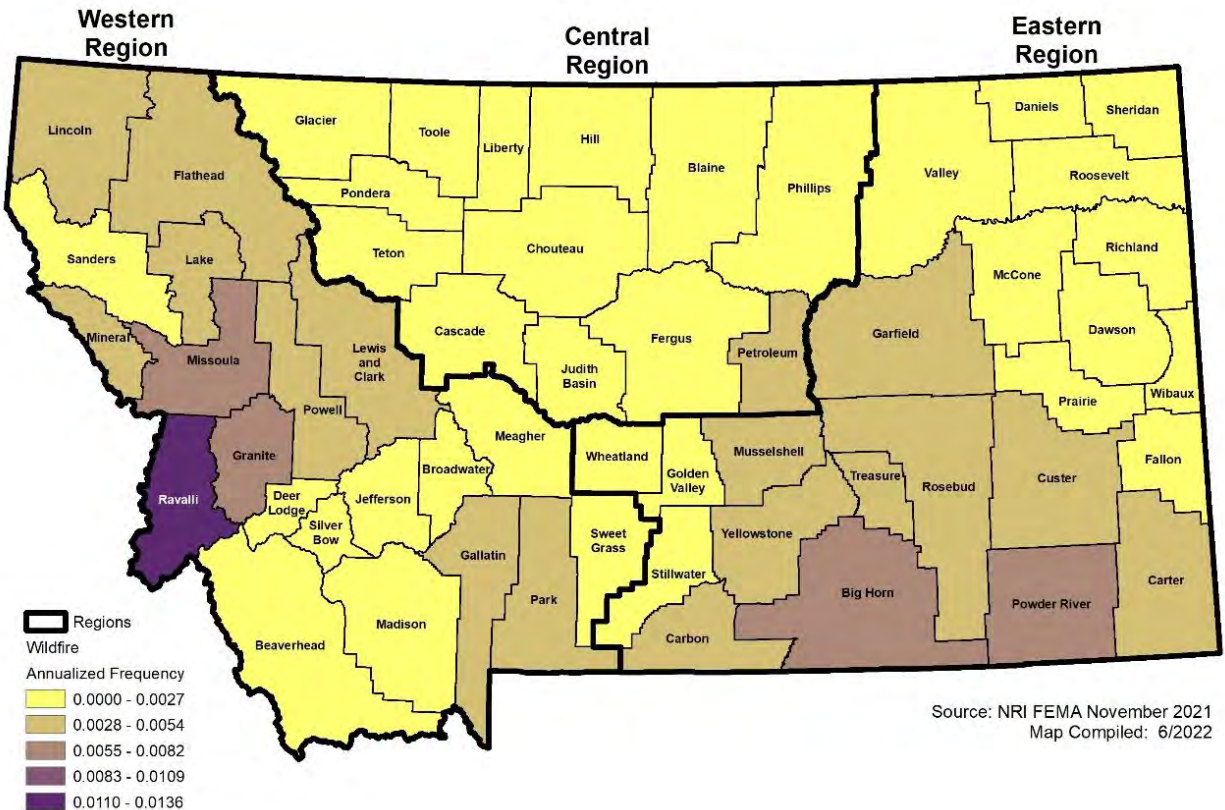 Western
Region
Central
Region
Eastern
Region
Lincoln
Flathead
Glacier
Toole
Liberty
Hill
Blaine
Phillips
Valley
Daniels
Sheridan
Roosevelt
Pondera
Teton
Chouteau
Sanders
Lake
Richland
McCone
Mineral
Missoula
Cascade
Judith
Basin
Fergus
Petroleum
Garfield
Dawson
Lewis
and
Clark
Powell
Prairie
Wibaux
Granite
Ravalli
Meagher
Broadwater
Jefferson
Deer
Lodge
Silver
Bow
Wheatland
Golden
Valley
Musselshell
Treasure
Rosebud
Custer
Fallon
Gallatin
Park
Sweet
Grass
Stillwater
Yellowstone
Big Horn
Powder River
Carter
Carbon
Beaverhead
Madison
Regions
Wildfire
Annualized Frequency
0.0000 - 0.0027
0.0028 - 0.0054
0.0055 - 0.0082
0.0083 - 0.0109
0.0110 - 0.0136
Source: NRI FEMA November 2021
Map Compiled: 6/2022